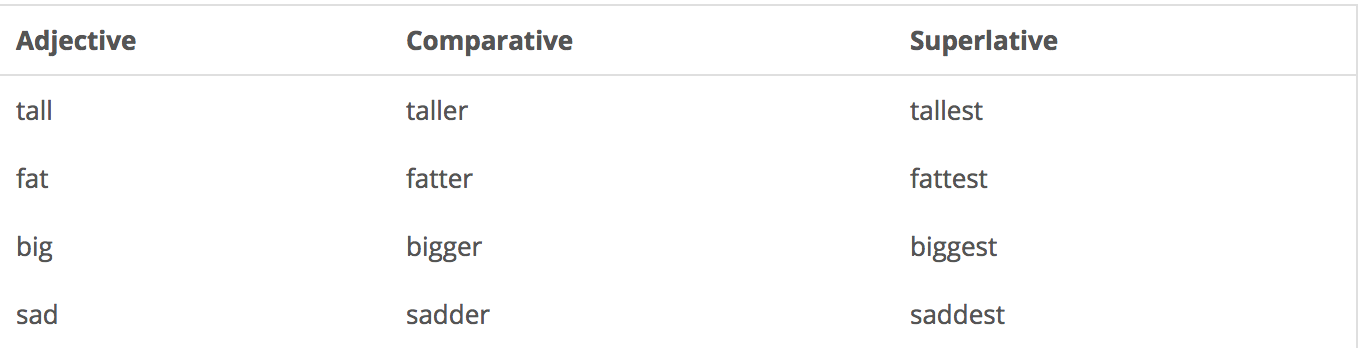 Adjective Comparative Superlative
tall taller tallest
fat fatter fattest
big bigger biggest
sad sadder saddest